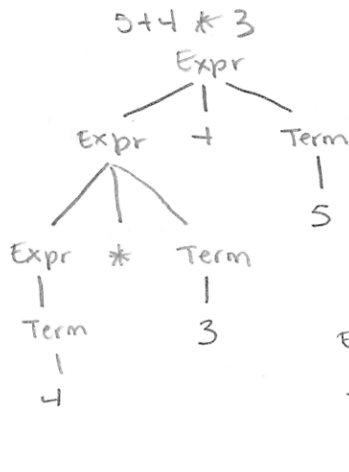 5+4 * 3
Expr
Expr + Term
5
Expr * Term
Term 3
4